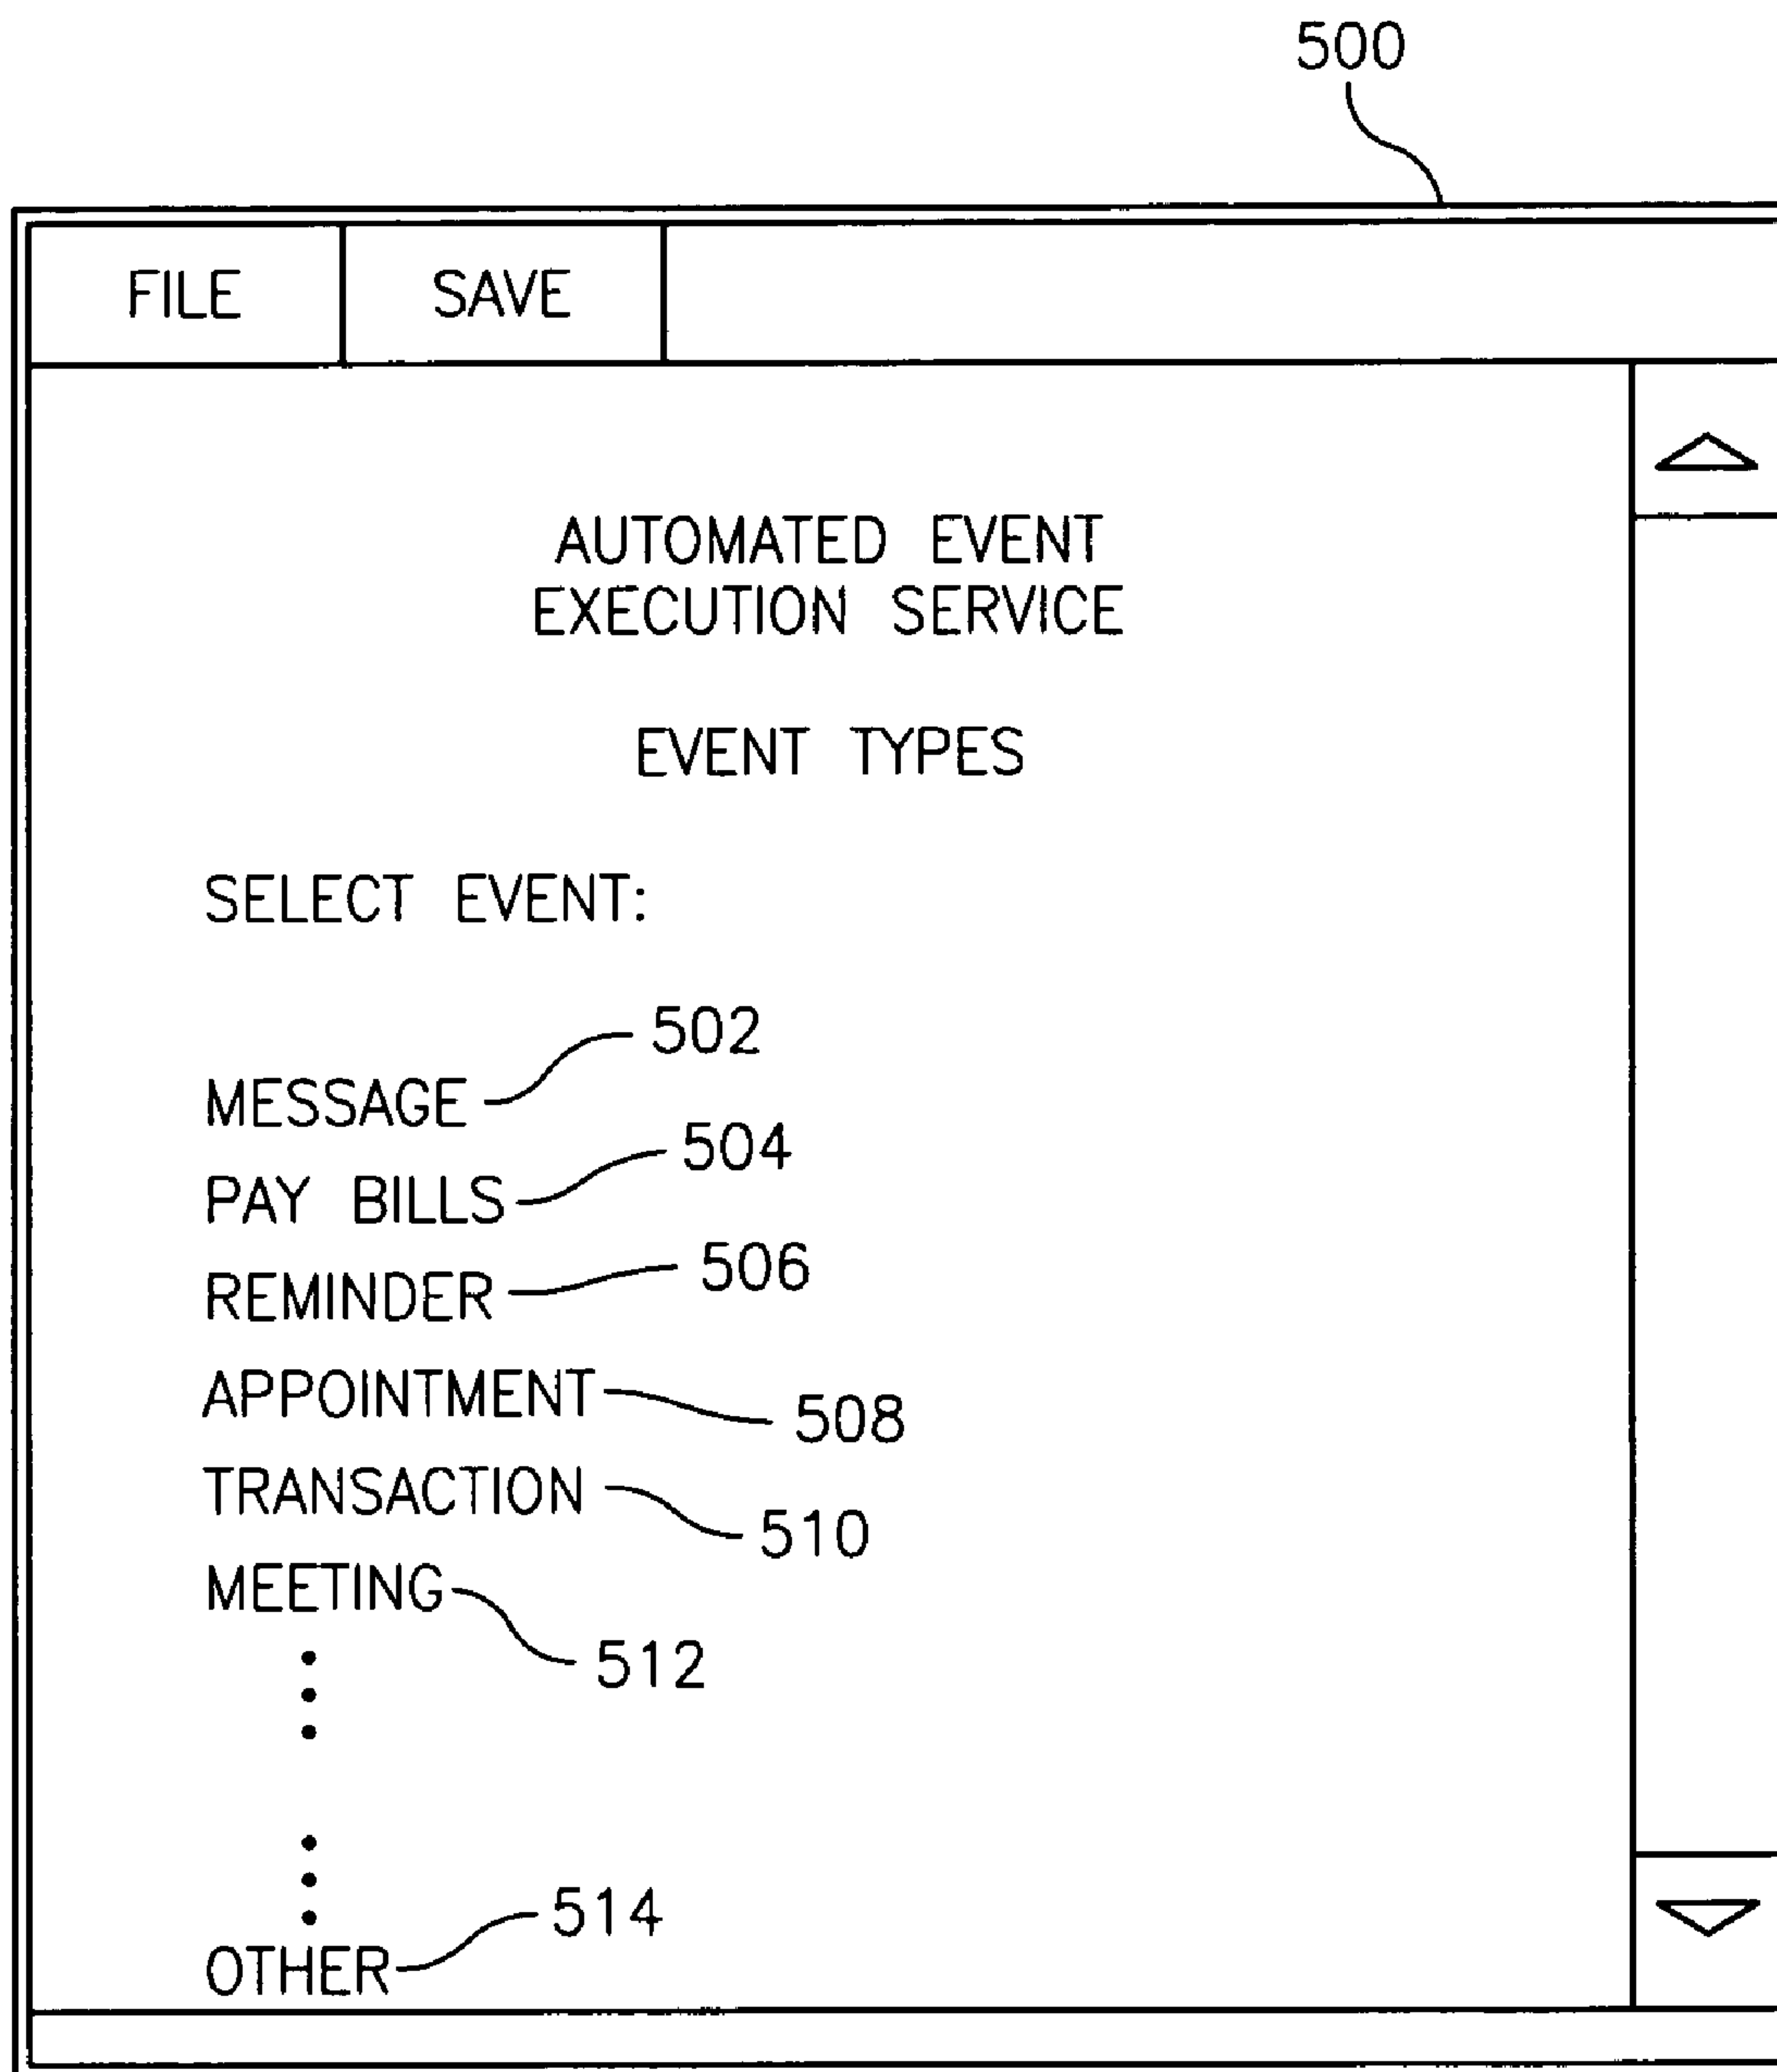 500
FILE SAVE
AUTOMATED EVENT
EXECUTION SERVICE
EVENT TYPES
SELECT EVENT:
502
MESSAGE
504
PAY BILLS
506
REMINDER
APPOINTMENT
508
TRANSACTION
510
MEETING
512
514
OTHER